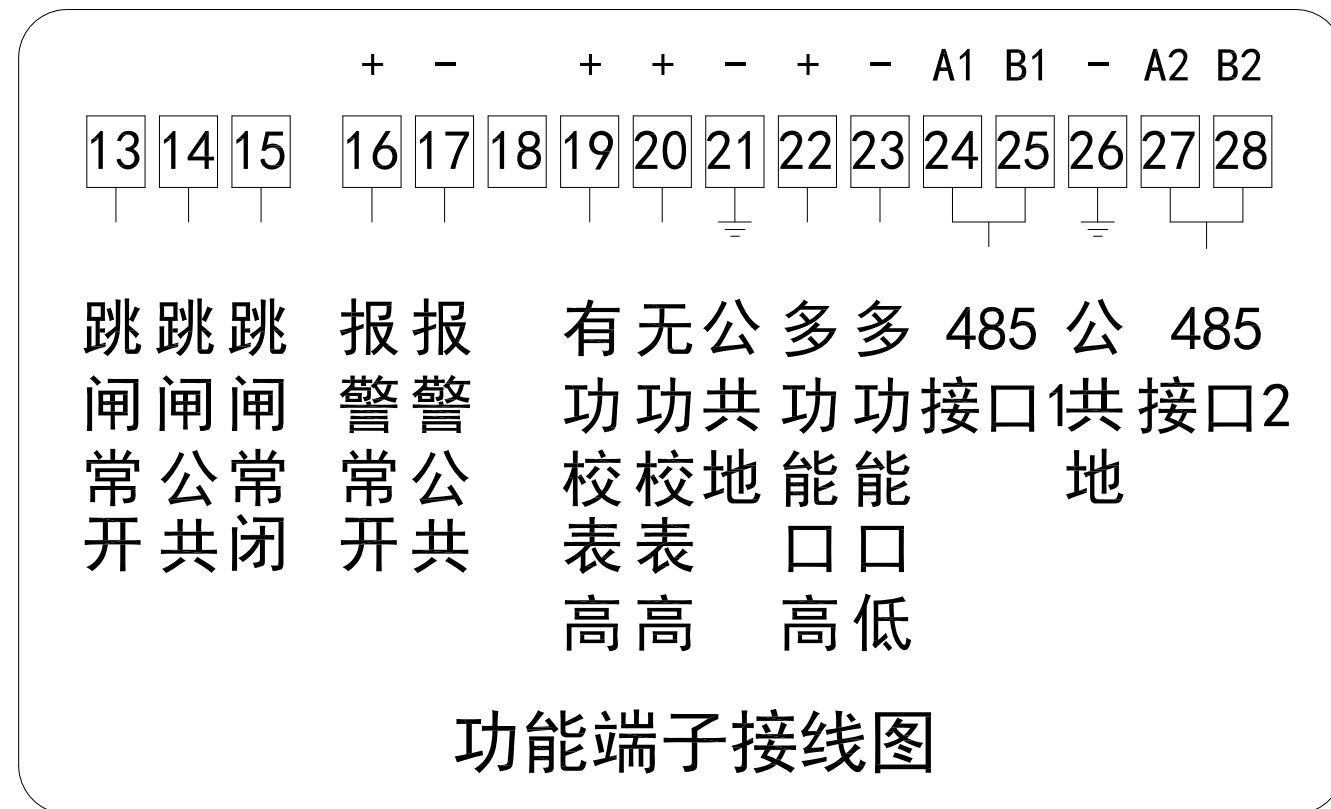 + − + + − + − A1 B1 − A2 B2
13 14 15 16 17 18 19 20 21 22 23 24 25 26 27 28
跳闸常开
跳闸公共
跳闸常闭
报警常开
报警公共
有功校表高
无功校表高
公共地
多功能口高
多功能口低
485
接口1
公共地
485
接口2
功能端子接线图